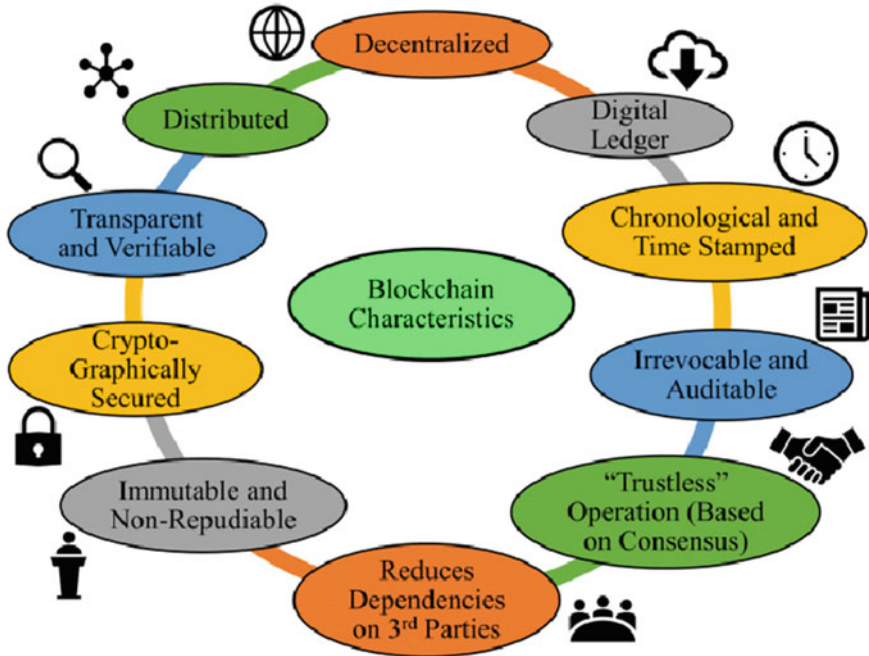 Decentralized
Digital
Ledger
Chronological and
Time Stamped
Irrevocable and
Auditable
“Trustless”
Operation (Based
on Consensus)
Reduces
Dependencies
on 3rd Parties
Immutable and
Non-Repudiable
Crypto-
Graphically
Secured
Transparent
and Verifiable
Distributed
Blockchain
Characteristics